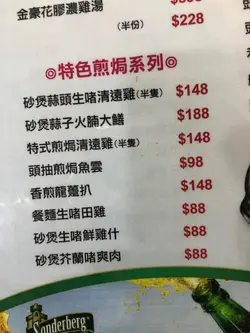 金豪花膠濃雞湯
(半份) $228
◎特色煎焗系列◎
砂煲蒜頭生啫清遠雞(半隻) $148
砂煲蒜子火腩大鱔 $188
特式煎焗清遠雞(半隻) $148
頭抽煎焗魚雲 $98
香煎龍躉扒 $148
餐麵生啫田雞 $88
砂煲生啫鮮雞什 $88
砂煲芥蘭啫爽肉 $88
Sonderberg